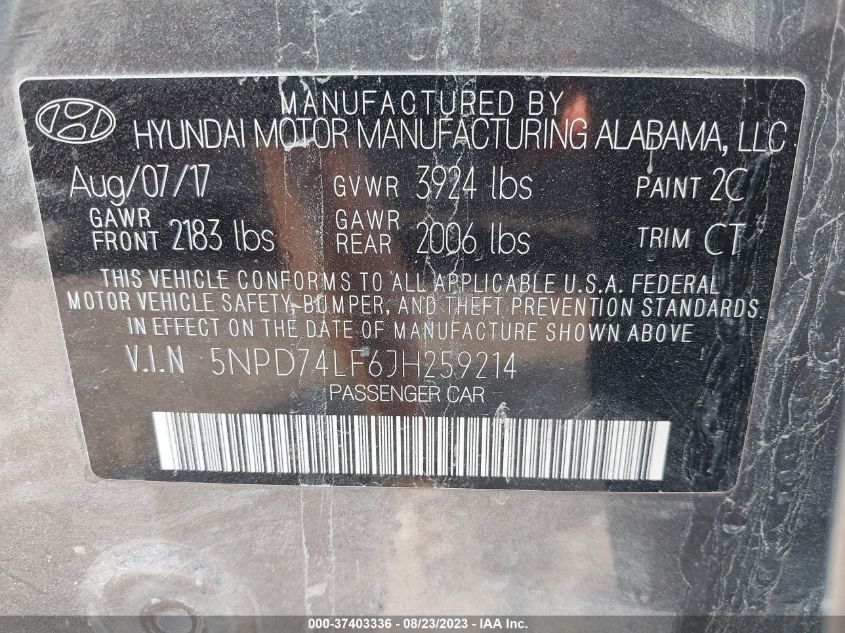 MANUFACTURED BY
HYUNDAI MOTOR MANUFACTURING ALABAMA, LLC
Aug/07/17 GVWR 3924 lbs PAINT 2C
GAWR FRONT 2183 lbs GAWR REAR 2006 lbs TRIM CT
THIS VEHICLE CONFORMS TO ALL APPLICABLE U.S.A. FEDERAL
MOTOR VEHICLE SAFETY, BUMPER, AND THEFT PREVENTION STANDARDS
IN EFFECT ON THE DATE OF MANUFACTURE SHOWN ABOVE
V.I.N 5NPD74LF6JH259214
PASSENGER CAR
000-37403336 - 08/23/2023 - IAA Inc.